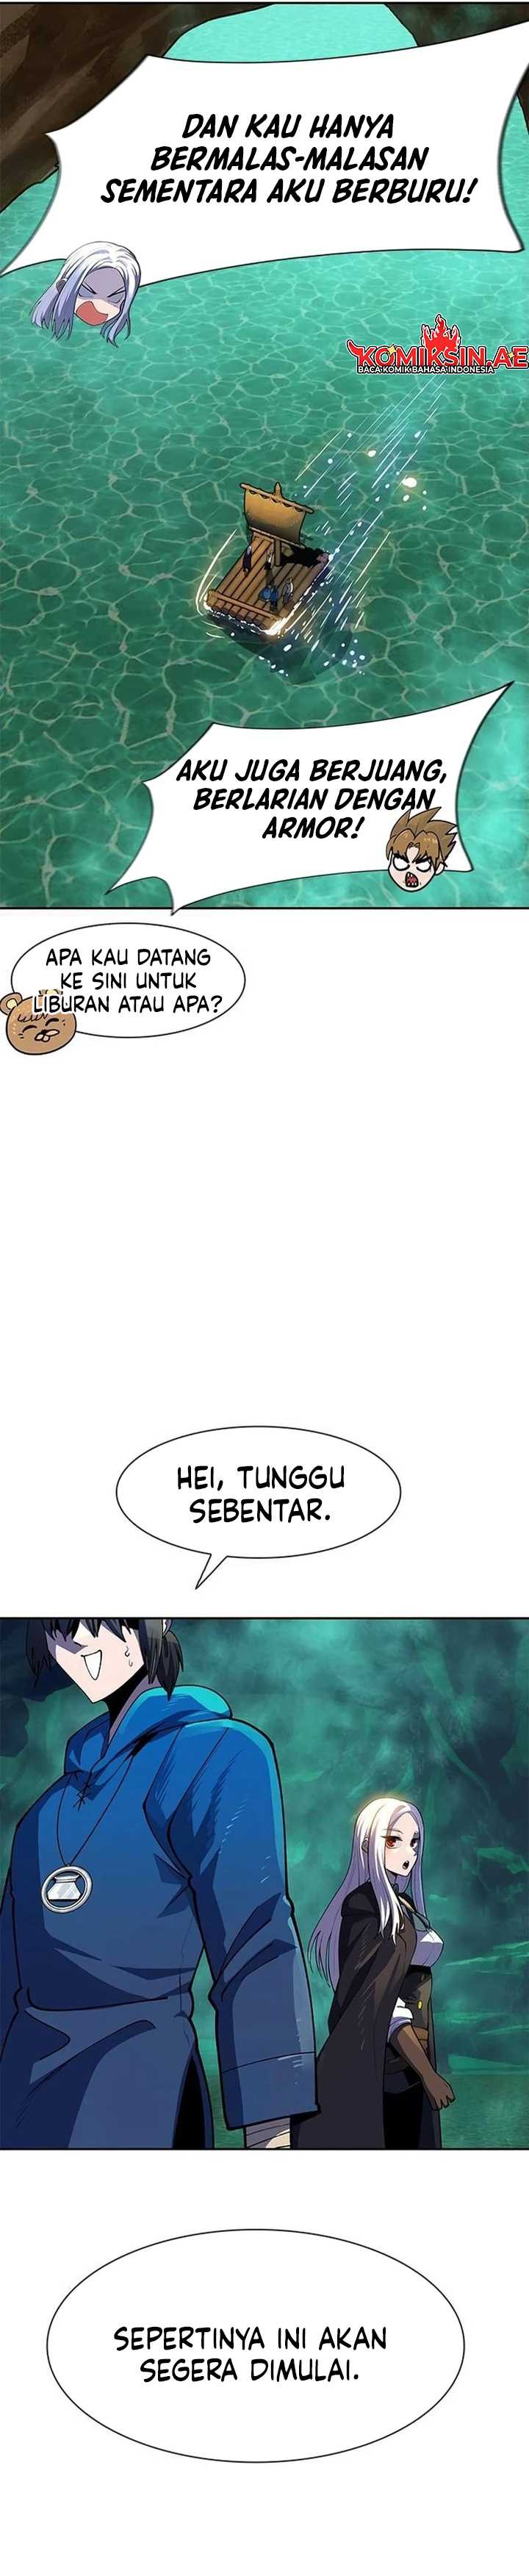 DAN KAU HANYA
BERMALAS-MALASAN
SEMENTARA AKU BERBURU!
KOMIKSIN.AE
BACA KOMIK BAHASA INDONESIA
AKU JUGA BERJUANG,
BERLARIAN DENGAN
ARMOR!
APA KAU DATANG
KE SINI UNTUK
LIBURAN ATAU APA?
HEI, TUNGGU
SEBENTAR.
SEPERTINYA INI AKAN
SEGERA DIMULAI.